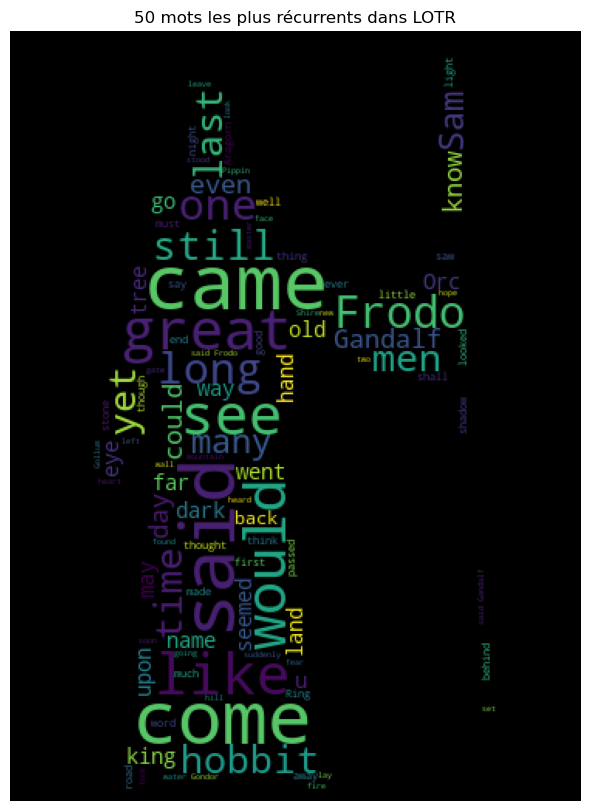 50 mots les plus récurrents dans LOTR
leave
light
last
look
night
Aragorn
Sam
stood
Pippin
know
even
go
one
well
must
face
master
still
thing
saw
tree
say
came
ever
Orc
little
hope
Frodo
Shire
new
great
old
Gandalf
men
looked
end
said Frodo
good
two
long
hand
gate
shall
yet
though
way
could
see
stone
shadow
left
many
eye
Gollum
mountain
wall
went
far
said
heart
would
heard
day
dark
back
time
found
think
thought
first
passed
may
made
seemed
said Gandalf
land
name
soon
going
suddenly
behind
upon
like
much
fear
u
Ring
hill
come
set
word
king
hobbit
road
took
water
Gondor
away
lay
fire